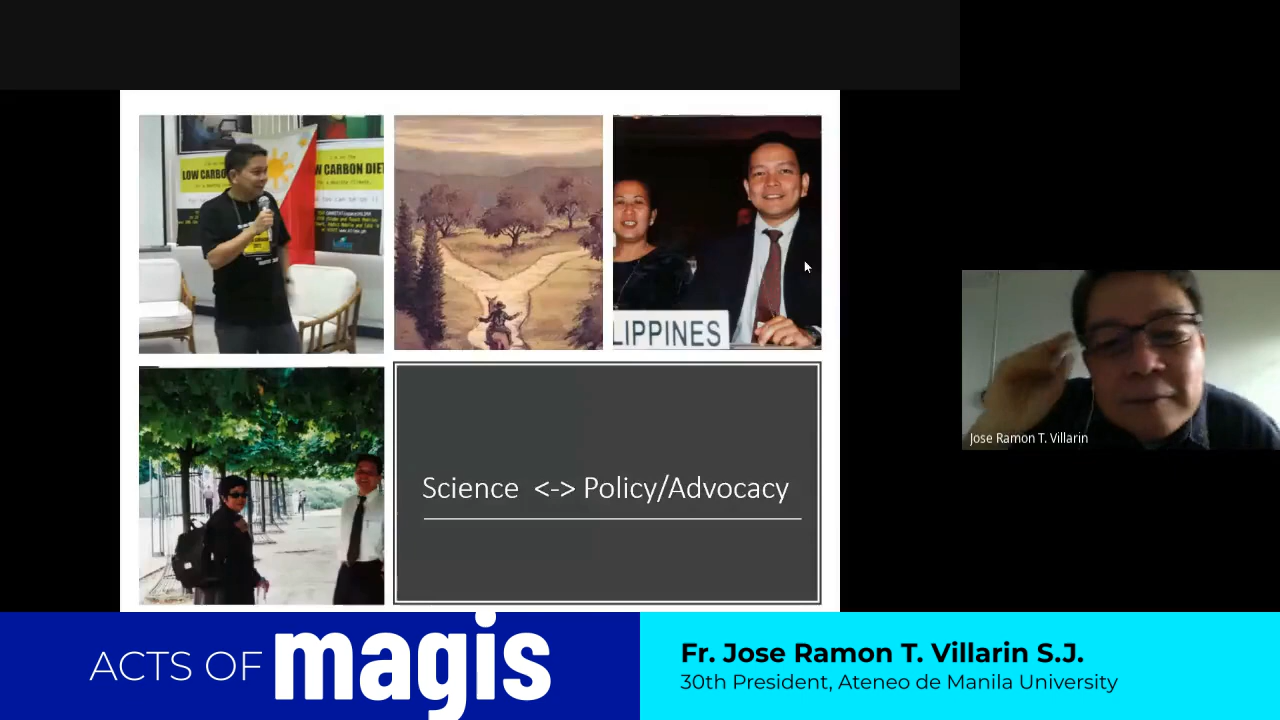 LOW CARBO
W CARBON DIET
LIPPINES
Science <-> Policy/Advocacy
Jose Ramon T. Villarin
ACTS OF magis
Fr. Jose Ramon T. Villarin S.J.
30th President, Ateneo de Manila University